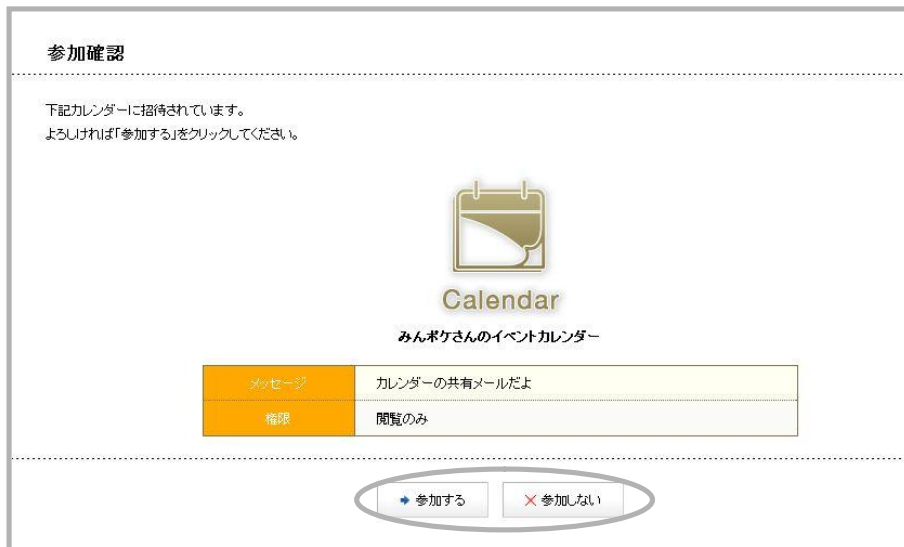 参加確認
下記カレンダーに招待されています。
よろしければ「参加する」をクリックしてください。
Calendar
みんポケさんのイベントカレンダー
メッセージ カレンダーの共有メールだよ
権限 閲覧のみ
参加する 参加しない